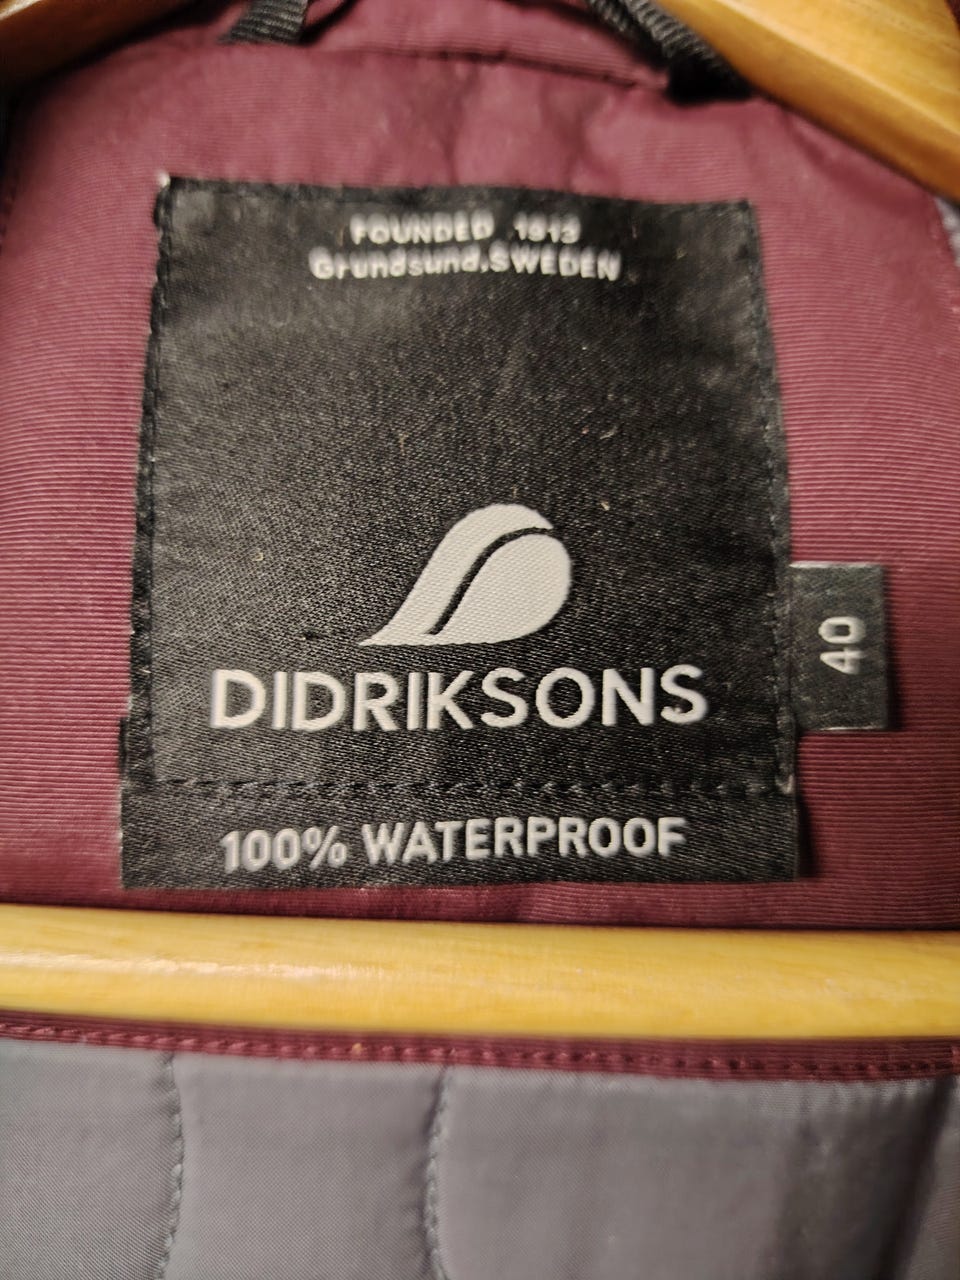 FOUNDED 1913
Grundsund,SWEDEN
DIDRIKSONS
40
100% WATERPROOF